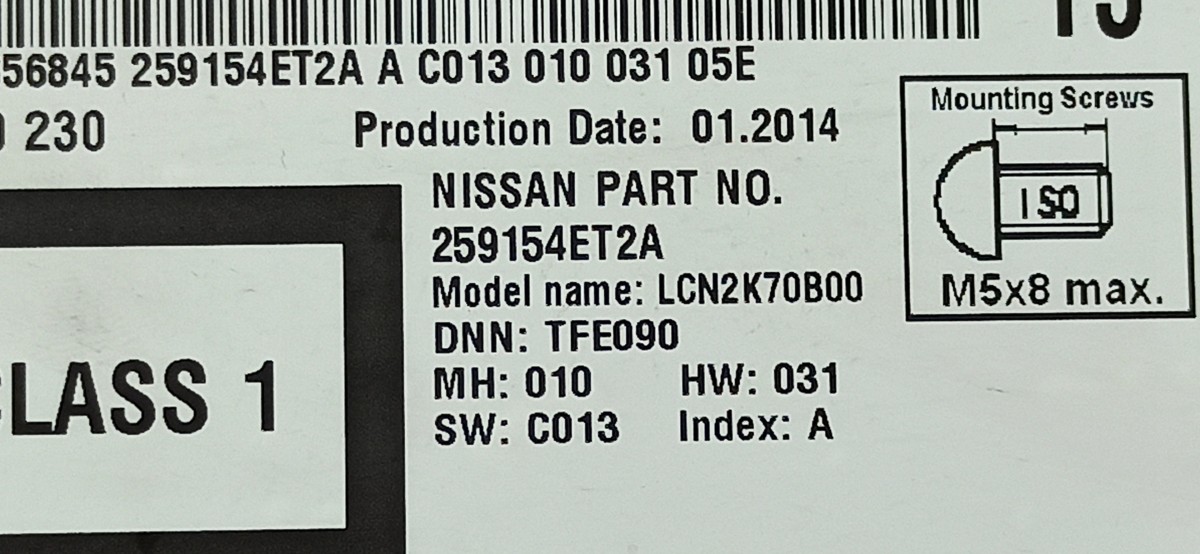 56845 259154ET2A A C013 010 031 05E
230
Production Date: 01.2014
Mounting Screws
ISO
M5x8 max.
NISSAN PART NO.
259154ET2A
Model name: LCN2K70B00
DNN: TFE090
MH: 010 HW: 031
SW: C013 Index: A
CLASS 1